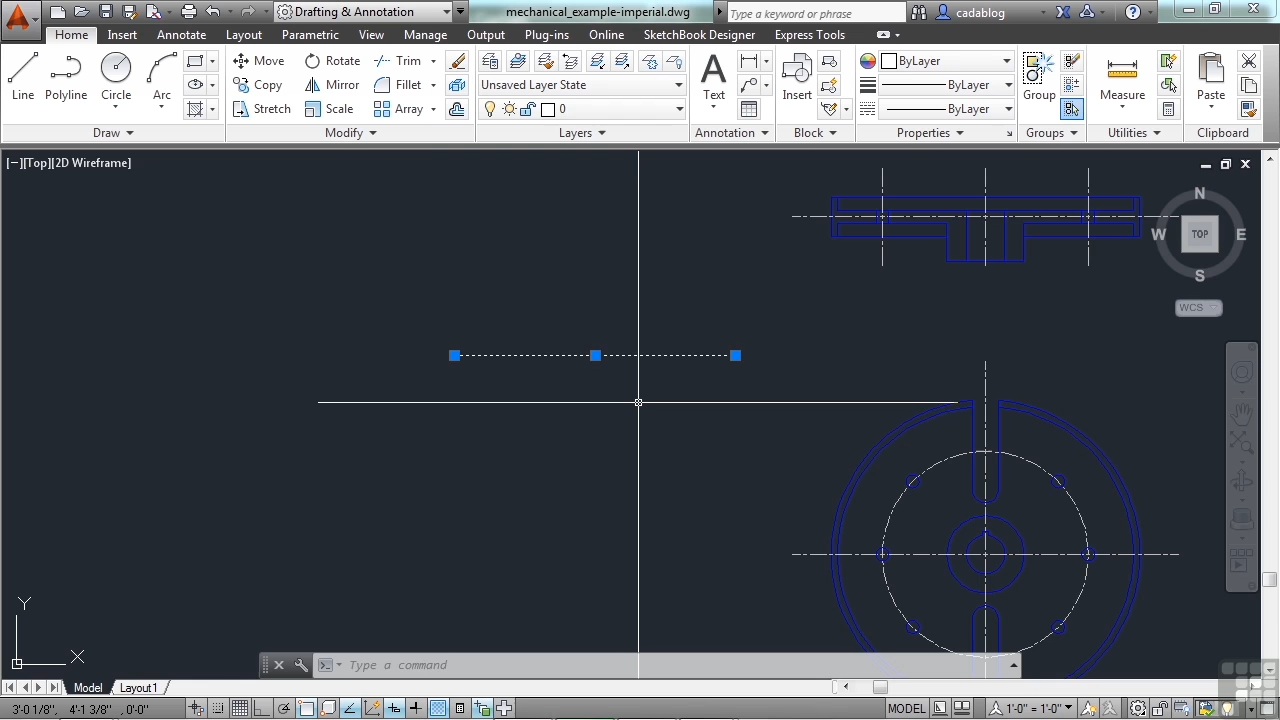 Drafting & Annotation
mechanical_example-imperial.dwg
Type a keyword or phrase
cadablog
Home Insert Annotate Layout Parametric View Manage Output Plug-ins Online SketchBook Designer Express Tools
Line Polyline Circle Arc
Move Rotate Trim
Copy Mirror Fillet
Stretch Scale Array
Unsaved Layer State
0
Text
Insert
ByLayer
ByLayer
ByLayer
Group
Measure
Paste
Draw Modify Layers Annotation Block Properties Groups Utilities Clipboard
[−][Top][2D Wireframe]
N
W TOP E
S
WCS
Y
X
Type a command
Model Layout1
3'-0 1/8", 4'-1 3/8" , 0'-0"
MODEL
1'-0" = 1'-0"